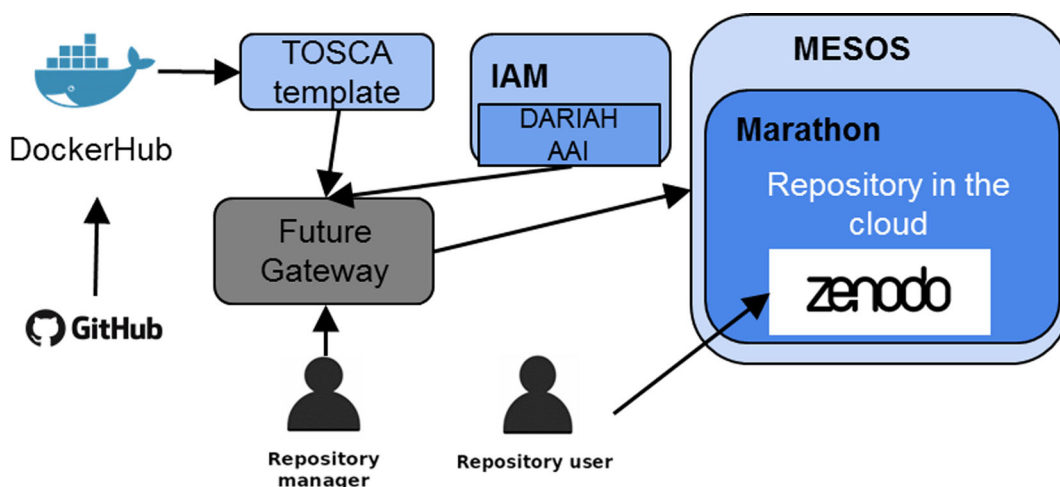 TOSCA
template
DockerHub
GitHub
IAM
DARIAH
AAI
Future
Gateway
MESOS
Marathon
Repository in the
cloud
zenodo
Repository
manager
Repository user